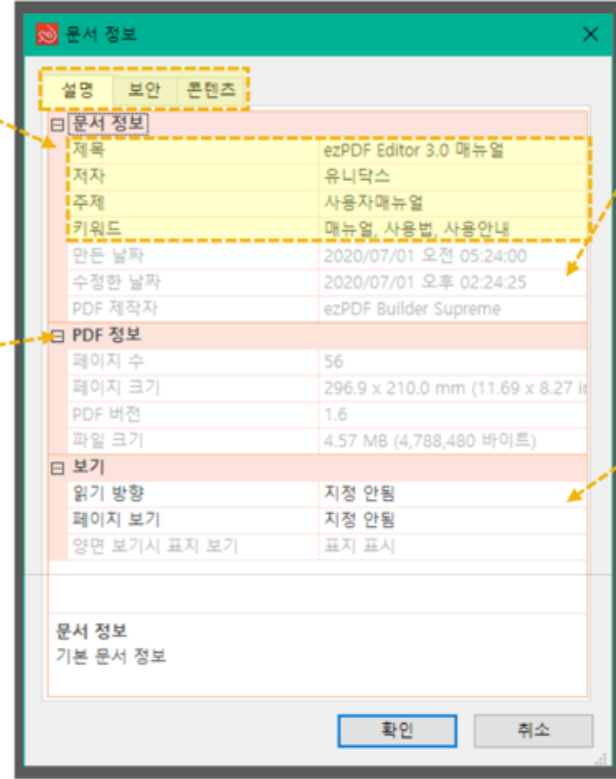 문서 정보
설명 보안 콘텐츠
문서 정보
제목 ezPDF Editor 3.0 매뉴얼
저자 유니닥스
주제 사용자매뉴얼
키워드 매뉴얼, 사용법, 사용안내
만든 날짜 2020/07/01 오전 05:24:00
수정한 날짜 2020/07/01 오후 02:24:25
PDF 제작자 ezPDF Builder Supreme
PDF 정보
페이지 수 56
페이지 크기 296.9 x 210.0 mm (11.69 x 8.27 in
PDF 버전 1.6
파일 크기 4.57 MB (4,788,480 바이트)
보기
읽기 방향 지정 안됨
페이지 보기 지정 안됨
양면 보기시 표지 보기 표지 표시
문서 정보
기본 문서 정보
확인 취소